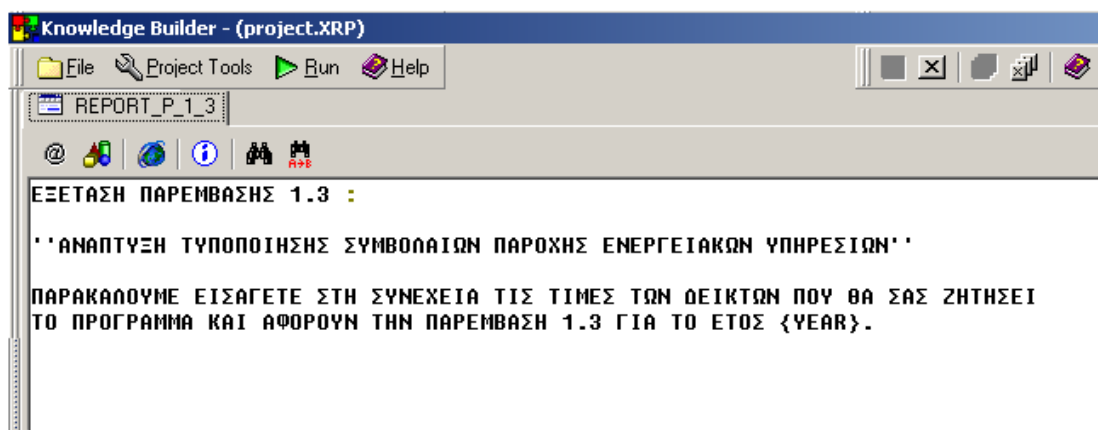 Knowledge Builder - (project.XRP)
File Project Tools Run Help
REPORT_P_1_3
@ A→B
ΕΞΕΤΑΣΗ ΠΑΡΕΜΒΑΣΗΣ 1.3 :
''ΑΝΑΠΤΥΞΗ ΤΥΠΟΠΟΙΗΣΗΣ ΣΥΜΒΟΛΑΙΩΝ ΠΑΡΟΧΗΣ ΕΝΕΡΓΕΙΑΚΩΝ ΥΠΗΡΕΣΙΩΝ''
ΠΑΡΑΚΑΛΟΥΜΕ ΕΙΣΑΓΕΤΕ ΣΤΗ ΣΥΝΕΧΕΙΑ ΤΙΣ ΤΙΜΕΣ ΤΩΝ ΔΕΙΚΤΩΝ ΠΟΥ ΘΑ ΣΑΣ ΖΗΤΗΣΕΙ
ΤΟ ΠΡΟΓΡΑΜΜΑ ΚΑΙ ΑΦΟΡΟΥΝ ΤΗΝ ΠΑΡΕΜΒΑΣΗ 1.3 ΓΙΑ ΤΟ ΕΤΟΣ {YEAR}.